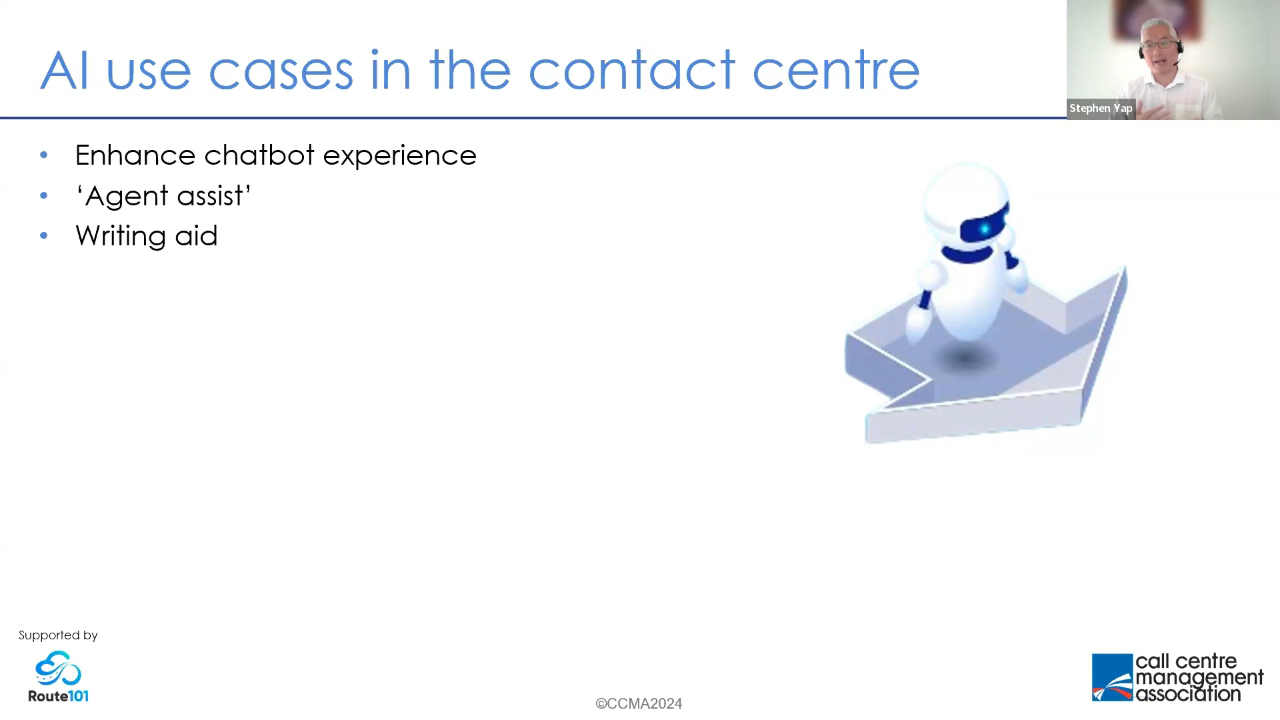 AI use cases in the contact centre
Stephen Yap
• Enhance chatbot experience
• ‘Agent assist’
• Writing aid
Supported by
Route101
©CCMA2024
call centre
management
association